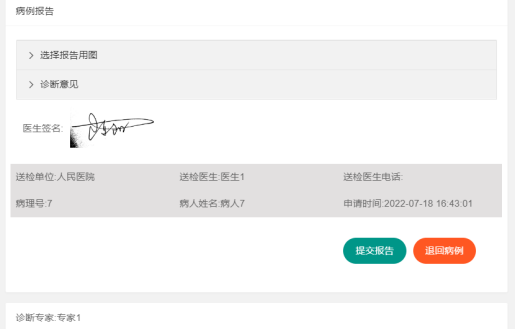 病例报告
选择报告用图
诊断意见
医生签名:
送检单位:人民医院 送检医生:医生1 送检医生电话:
病理号:7 病人姓名:病人7 申请时间:2022-07-18 16:43:01
提交报告 退回病例
诊断专家:专家1